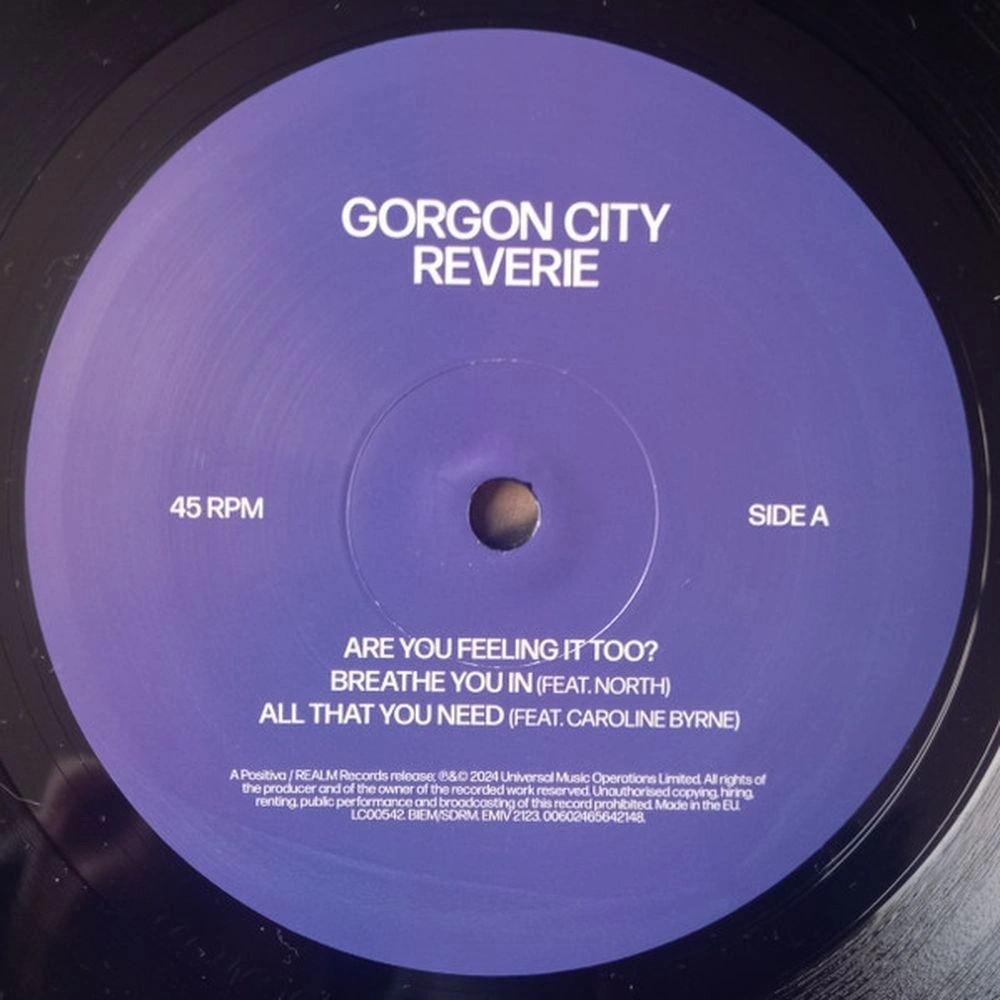 GORGON CITY
REVERIE
45 RPM
SIDE A
ARE YOU FEELING IT TOO?
BREATHE YOU IN (FEAT. NORTH)
ALL THAT YOU NEED (FEAT. CAROLINE BYRNE)
A Positiva / REALM Records release; ℗&© 2024 Universal Music Operations Limited. All rights of
the producer and of the owner of the recorded work reserved. Unauthorised copying, hiring,
renting, public performance and broadcasting of this record prohibited. Made in the EU.
LC00542. BIEM/SDRM. EMIV 2123. 00602465642148.